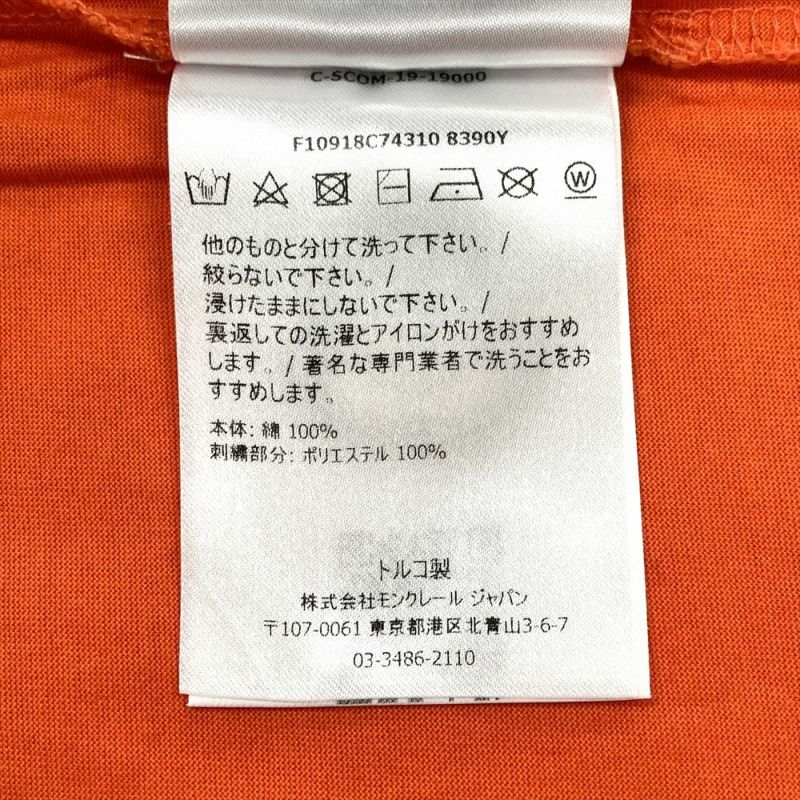 C-SCOM-19-19000
F10918C74310 8390Y
W
他のものと分けて洗って下さい。/
絞らないで下さい。/
浸けたままにしないで下さい。/
裏返しての洗濯とアイロンがけをおすすめ
します。/ 著名な専門業者で洗うことをお
すすめします。
本体: 綿 100%
刺繍部分: ポリエステル 100%
トルコ製
株式会社モンクレール ジャパン
〒107-0061 東京都港区北青山3-6-7
03-3486-2110